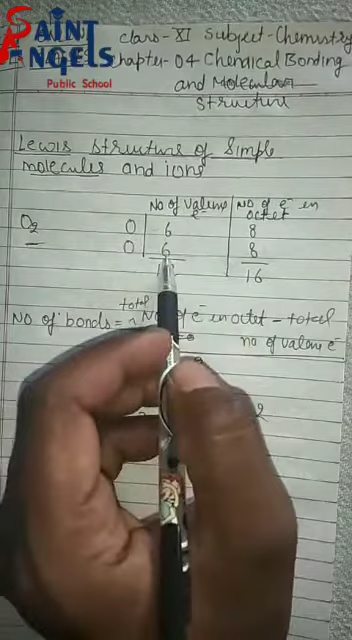 SAINT
ANGELS
Public School
Class-XI Subject-Chemistry
Chapter-04 Chemical Bonding
and Molecular
Structure
Lewis Structure of Simple
molecules and ions
No of Valence e⁻ No of e⁻ in octet
O₂ O 6 8
O 6 8
16
No of bonds = total No of e⁻ in octet - total
no of valence e⁻
2